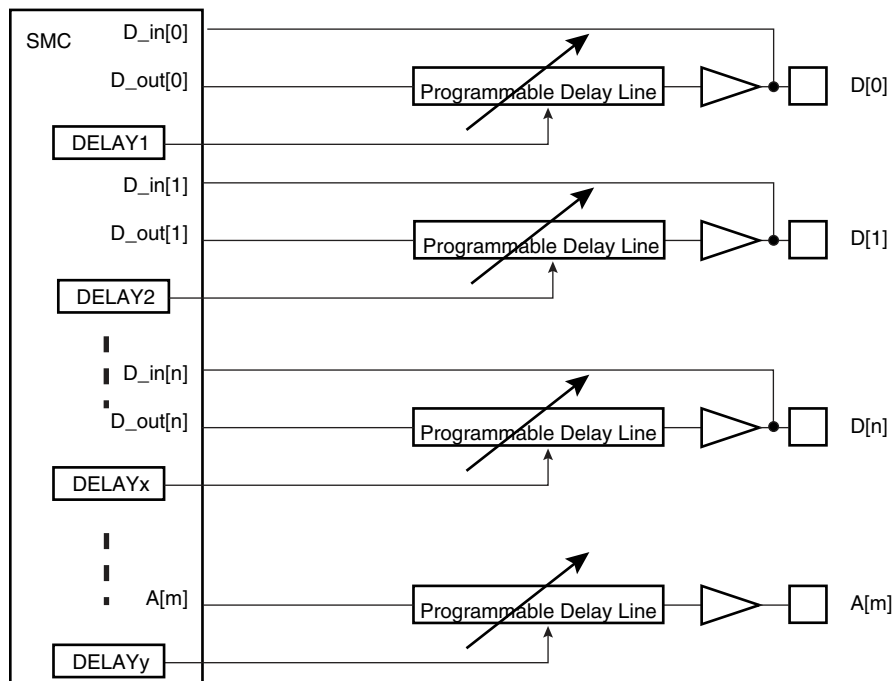 SMC
D_in[0]
D_out[0]
Programmable Delay Line
D[0]
DELAY1
D_in[1]
D_out[1]
Programmable Delay Line
D[1]
DELAY2
D_in[n]
D_out[n]
Programmable Delay Line
D[n]
DELAYx
A[m]
Programmable Delay Line
A[m]
DELAYy